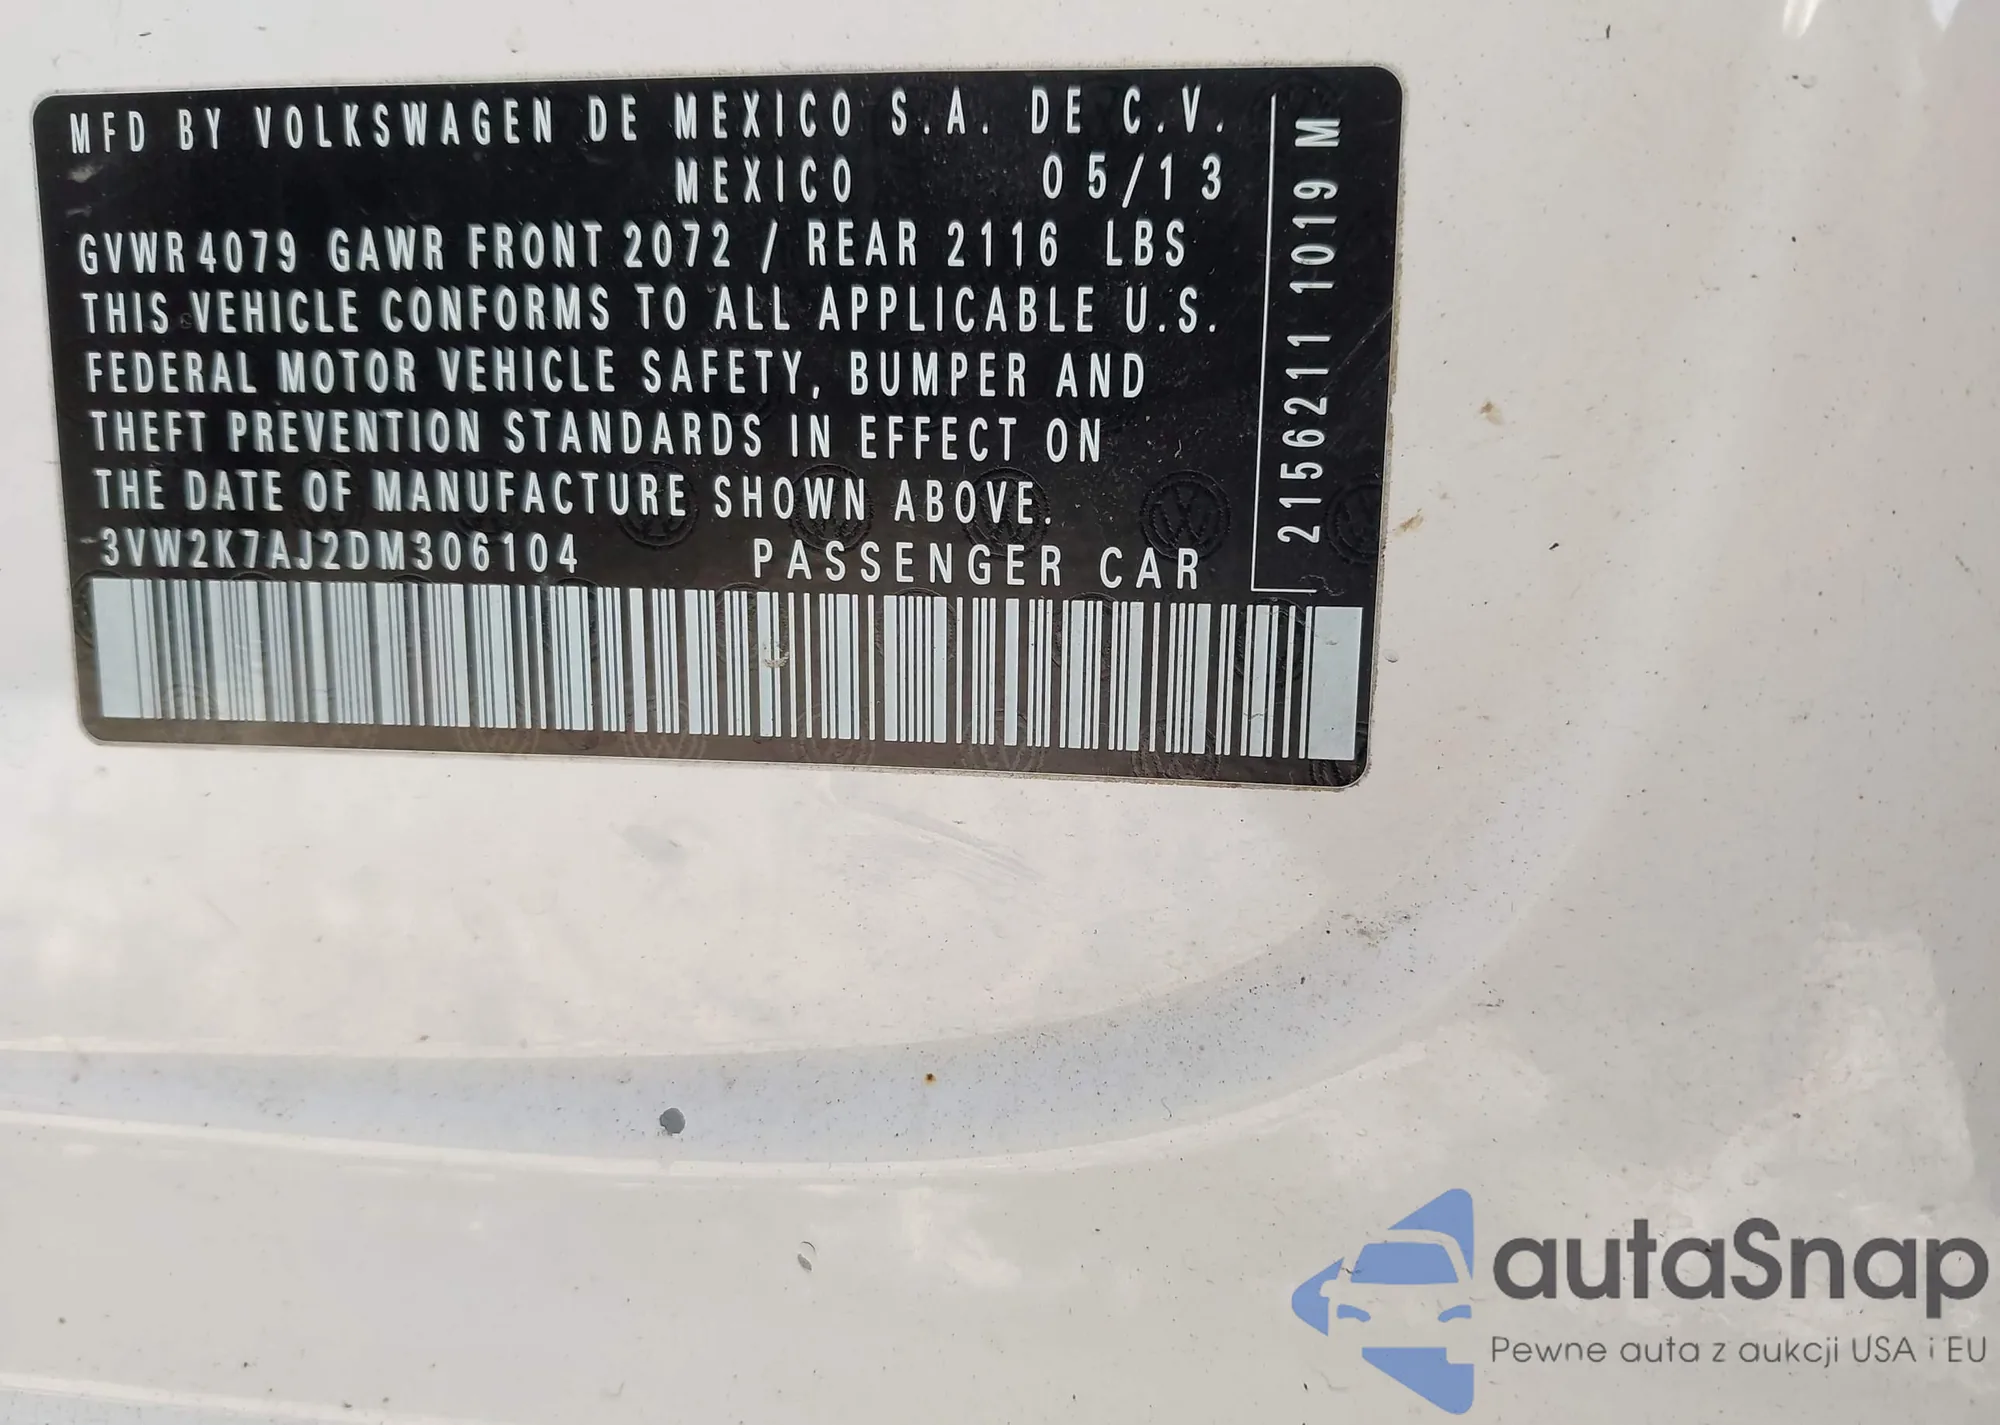 MFD BY VOLKSWAGEN DE MEXICO S.A. DE C.V.
MEXICO 05/13
GVWR 4079 GAWR FRONT 2072 / REAR 2116 LBS
THIS VEHICLE CONFORMS TO ALL APPLICABLE U.S.
FEDERAL MOTOR VEHICLE SAFETY, BUMPER AND
THEFT PREVENTION STANDARDS IN EFFECT ON
THE DATE OF MANUFACTURE SHOWN ABOVE.
3VW2K7AJ2DM306104 PASSENGER CAR
2156211 1019 M
autaSnap
Pewne auta z aukcji USA i EU